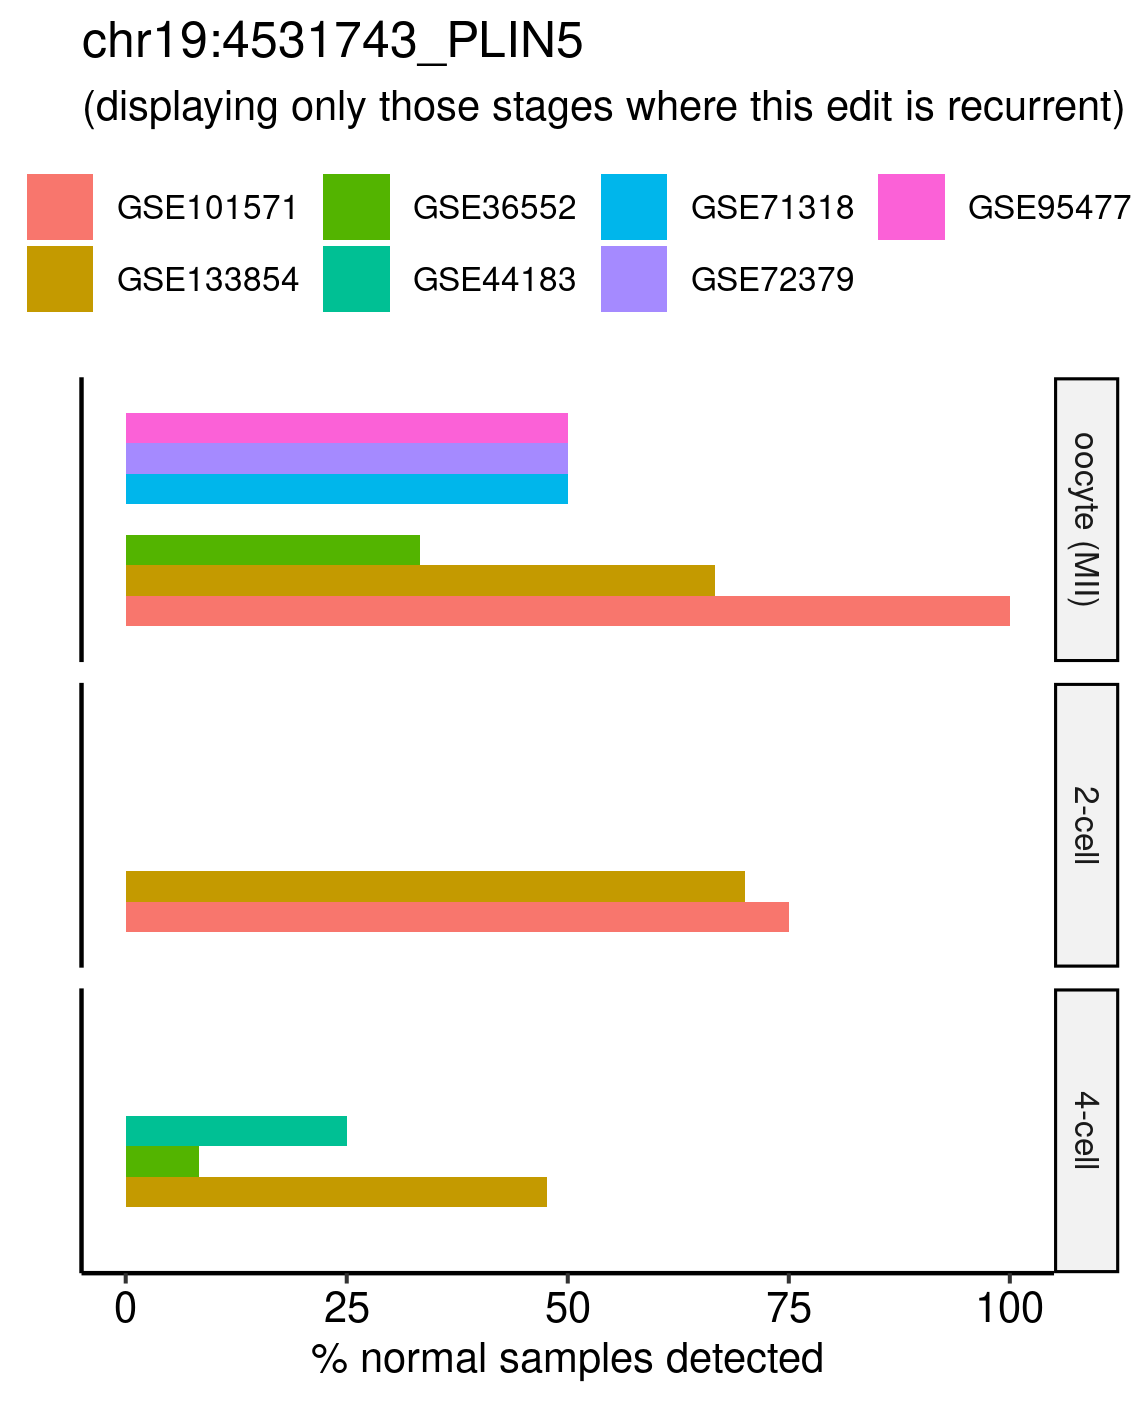 chr19:4531743_PLIN5
(displaying only those stages where this edit is recurrent)
GSE101571 GSE36552 GSE71318 GSE95477
GSE133854 GSE44183 GSE72379
oocyte (MII)
2-cell
4-cell
0 25 50 75 100
% normal samples detected